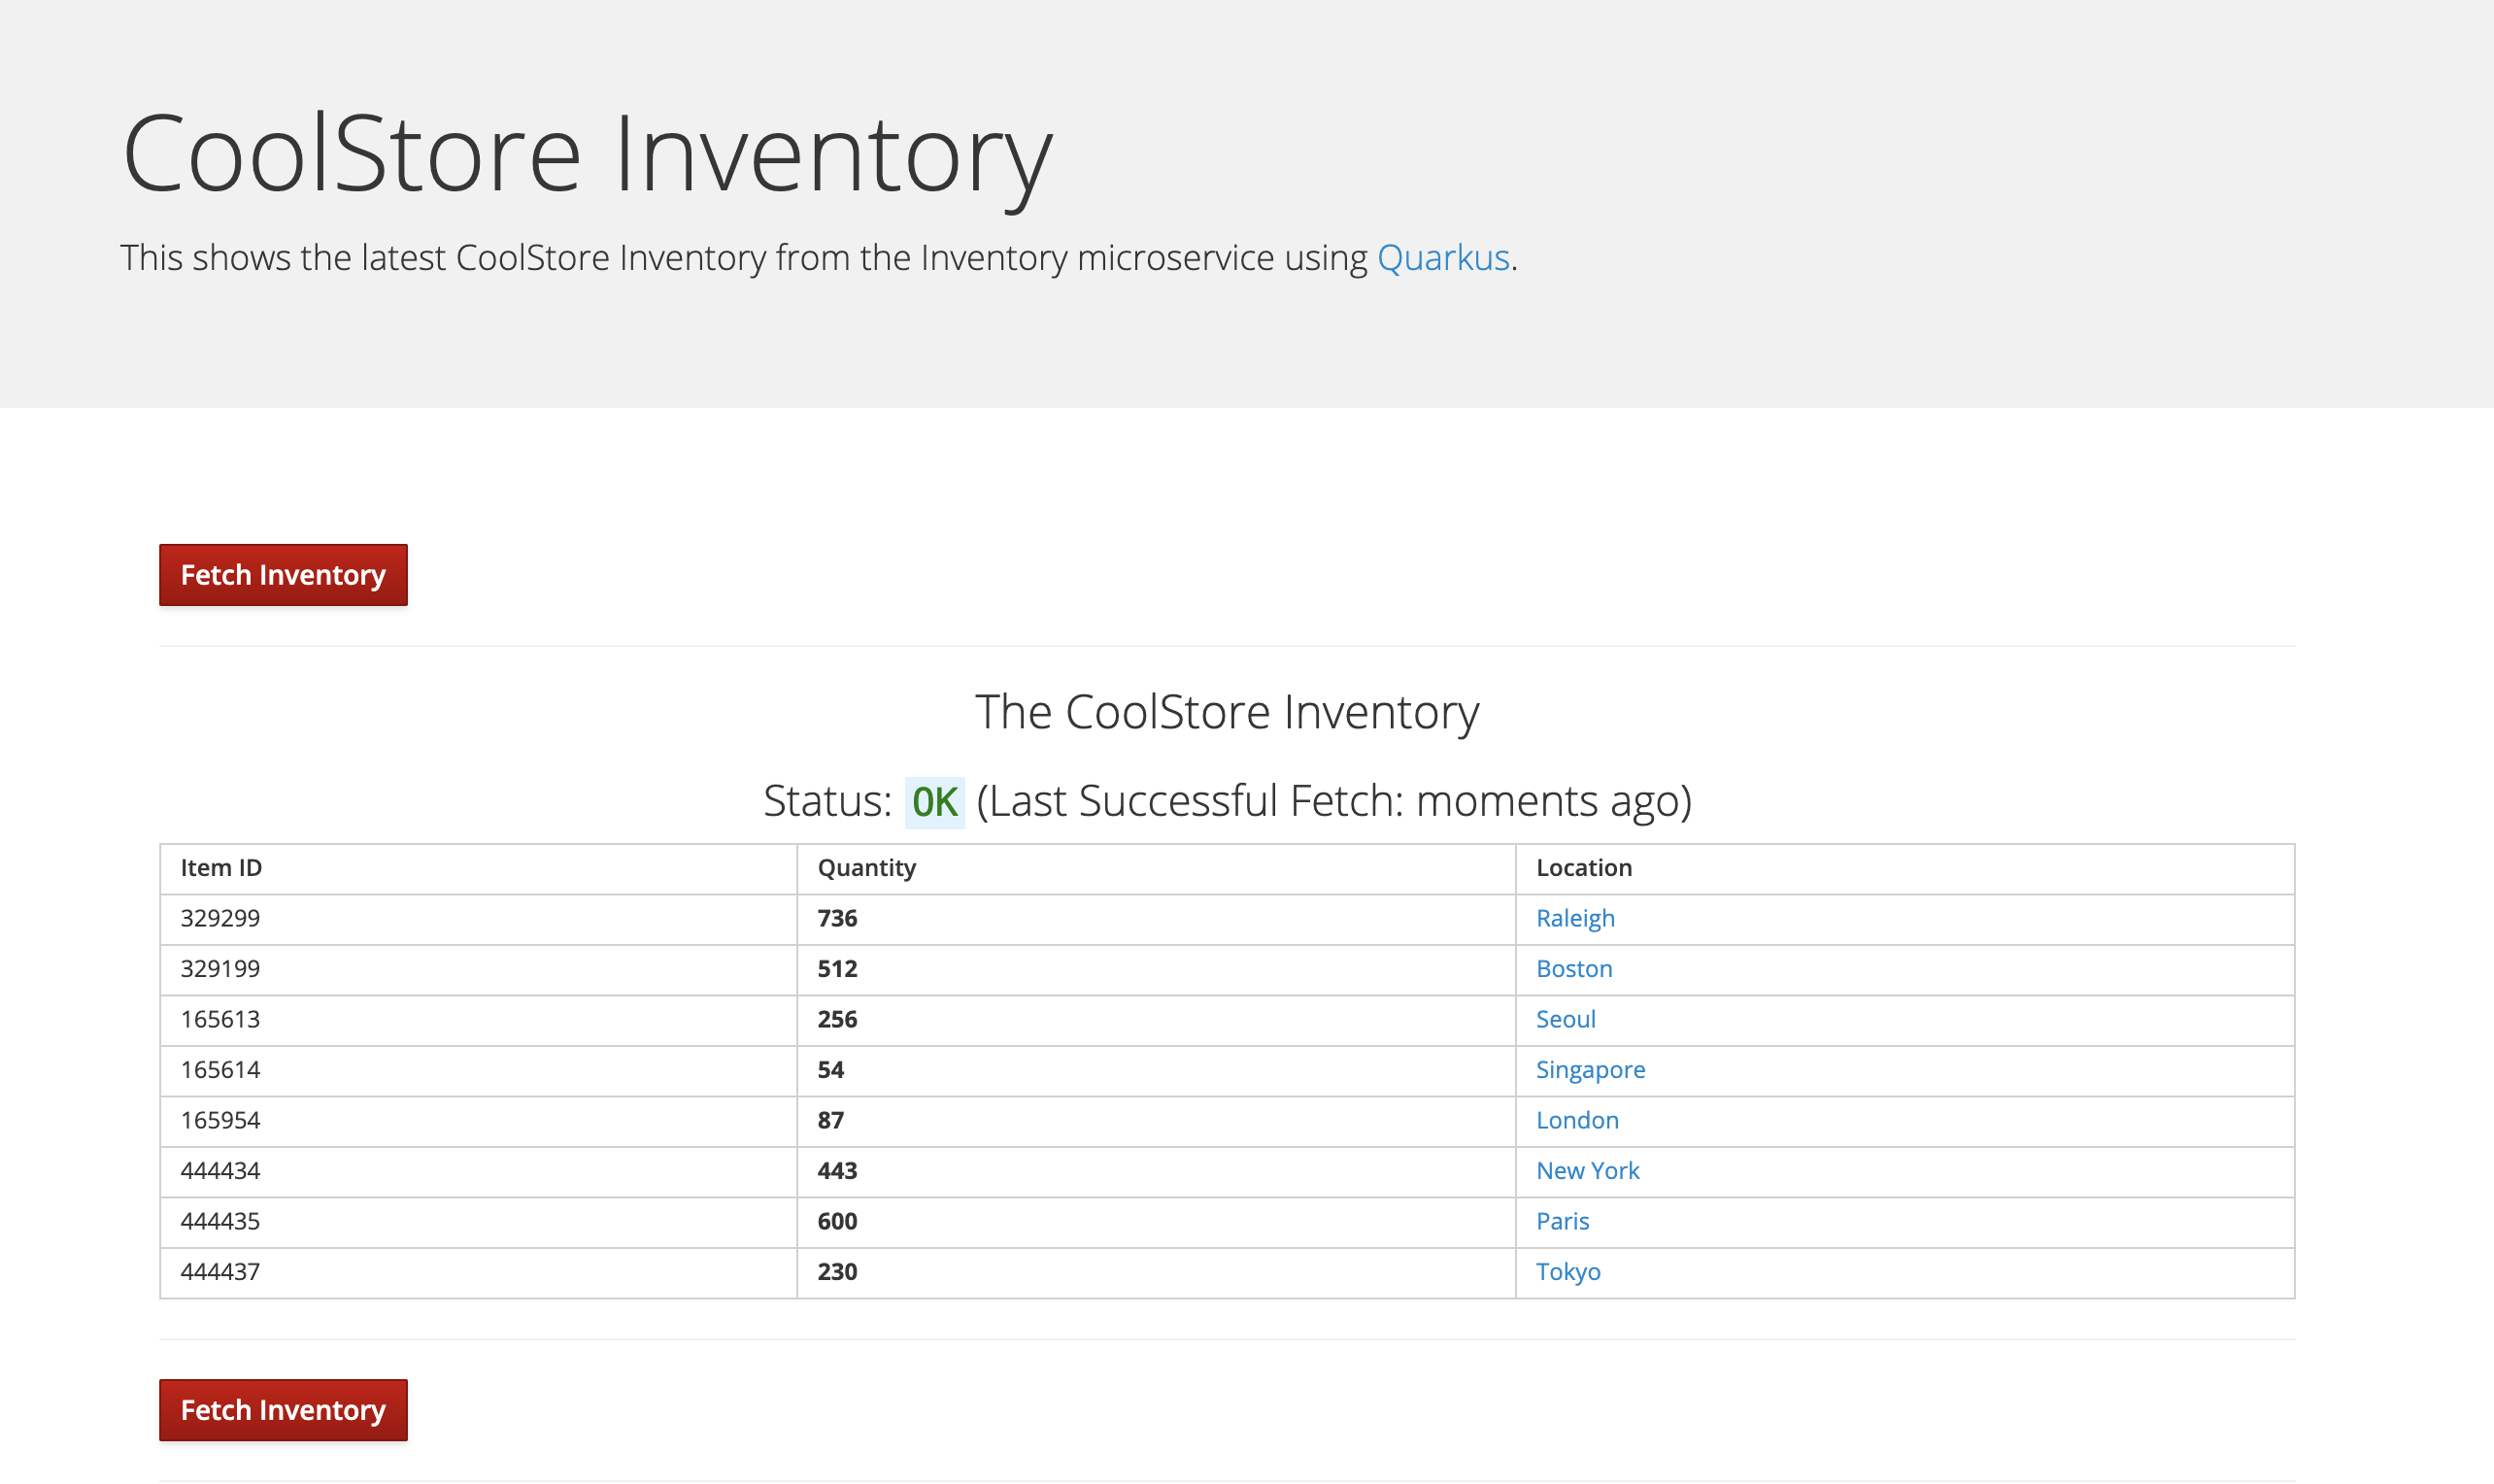 CoolStore Inventory
This shows the latest CoolStore Inventory from the Inventory microservice using Quarkus.
Fetch Inventory
The CoolStore Inventory
Status: OK (Last Successful Fetch: moments ago)
Item ID Quantity Location
329299 736 Raleigh
329199 512 Boston
165613 256 Seoul
165614 54 Singapore
165954 87 London
444434 443 New York
444435 600 Paris
444437 230 Tokyo
Fetch Inventory